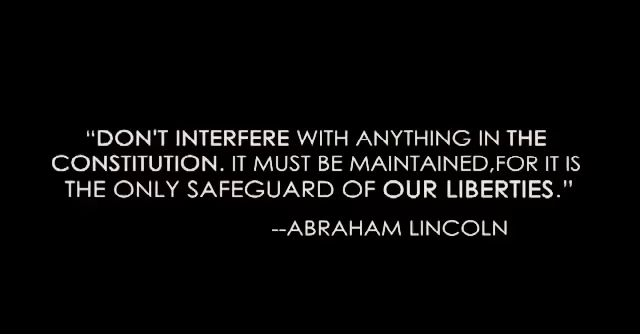 “DON'T INTERFERE WITH ANYTHING IN THE
CONSTITUTION. IT MUST BE MAINTAINED,FOR IT IS
THE ONLY SAFEGUARD OF OUR LIBERTIES.”
--ABRAHAM LINCOLN